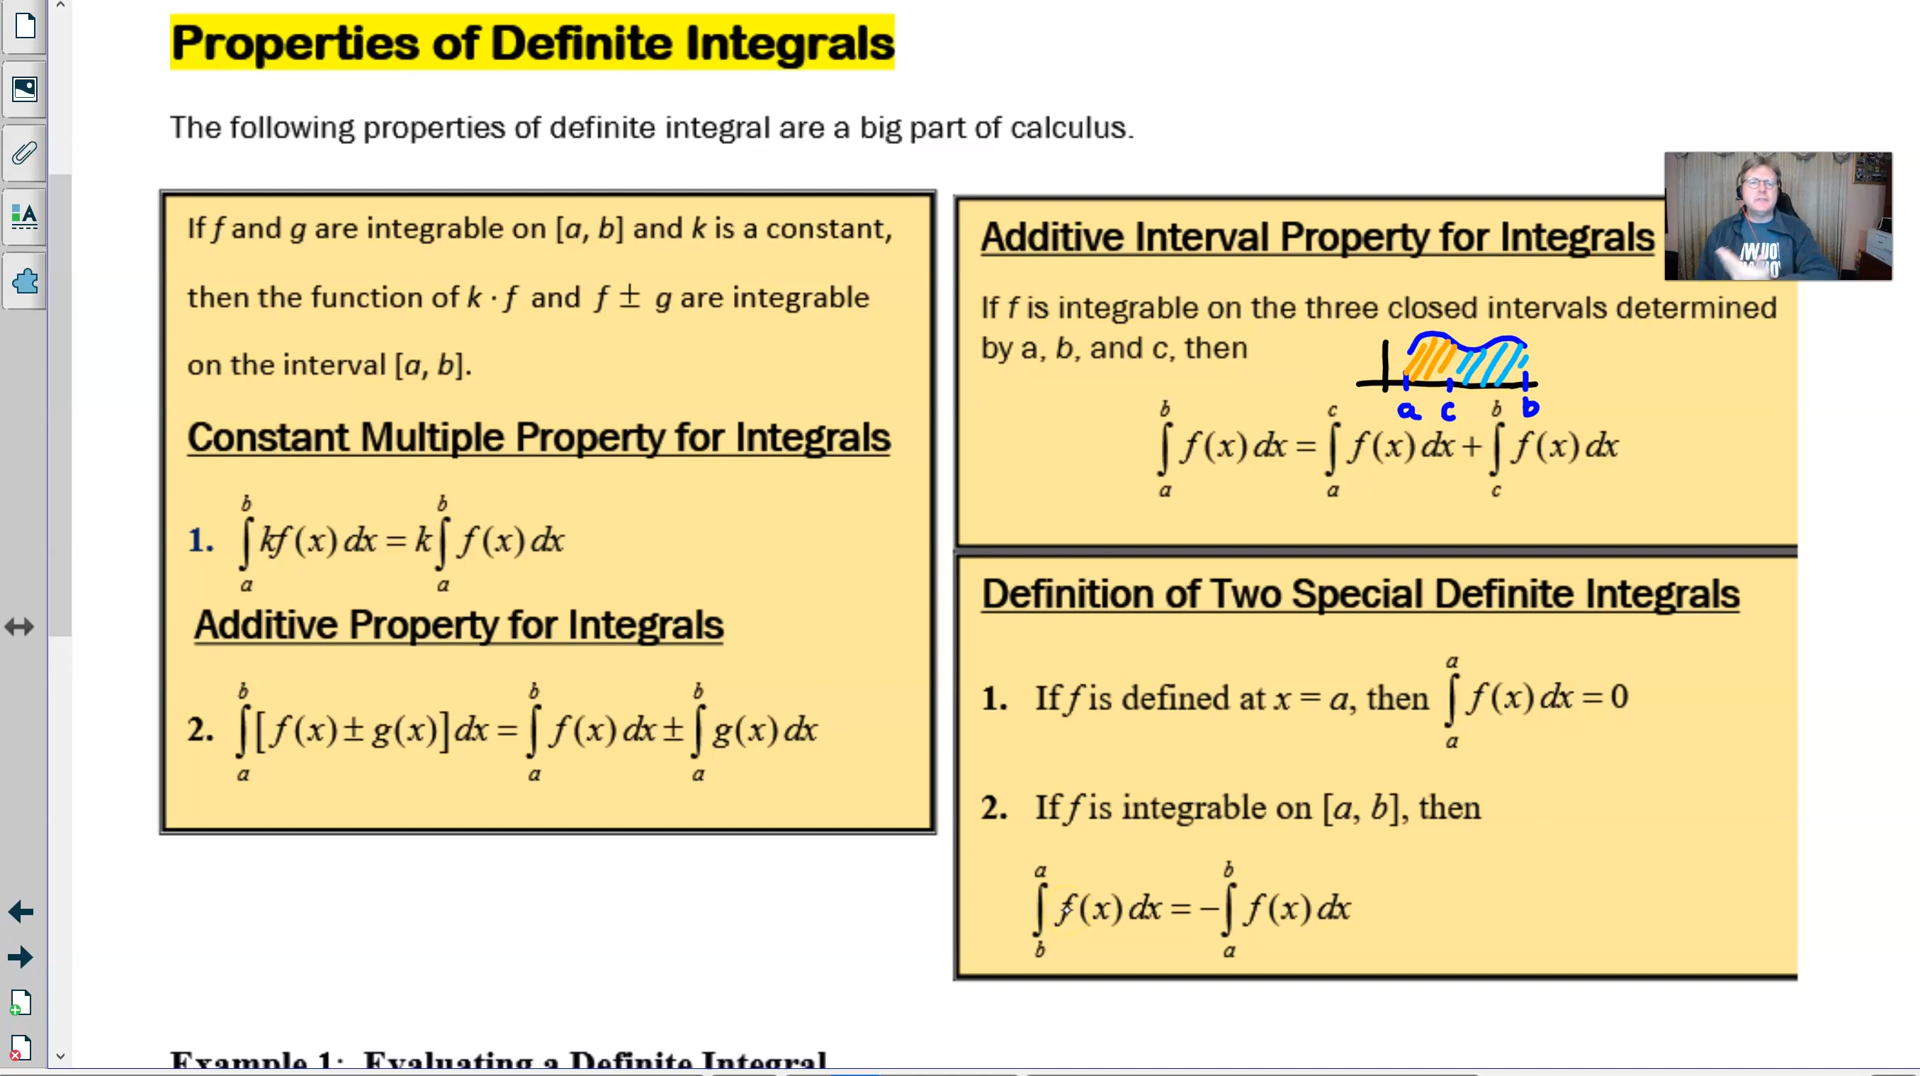 Properties of Definite Integrals
The following properties of definite integral are a big part of calculus.
If f and g are integrable on [a, b] and k is a constant,
then the function of k · f and f ± g are integrable
on the interval [a, b].
Constant Multiple Property for Integrals
1. ∫_a^b kf(x)dx = k∫_a^b f(x)dx
Additive Property for Integrals
2. ∫_a^b [f(x) ± g(x)]dx = ∫_a^b f(x)dx ± ∫_a^b g(x)dx
Additive Interval Property for Integrals
If f is integrable on the three closed intervals determined
by a, b, and c, then
a c b
∫_a^b f(x)dx = ∫_a^c f(x)dx + ∫_c^b f(x)dx
Definition of Two Special Definite Integrals
1. If f is defined at x = a, then ∫_a^a f(x)dx = 0
2. If f is integrable on [a, b], then
∫_b^a f(x)dx = −∫_a^b f(x)dx
Example 1: Evaluating a Definite Integral